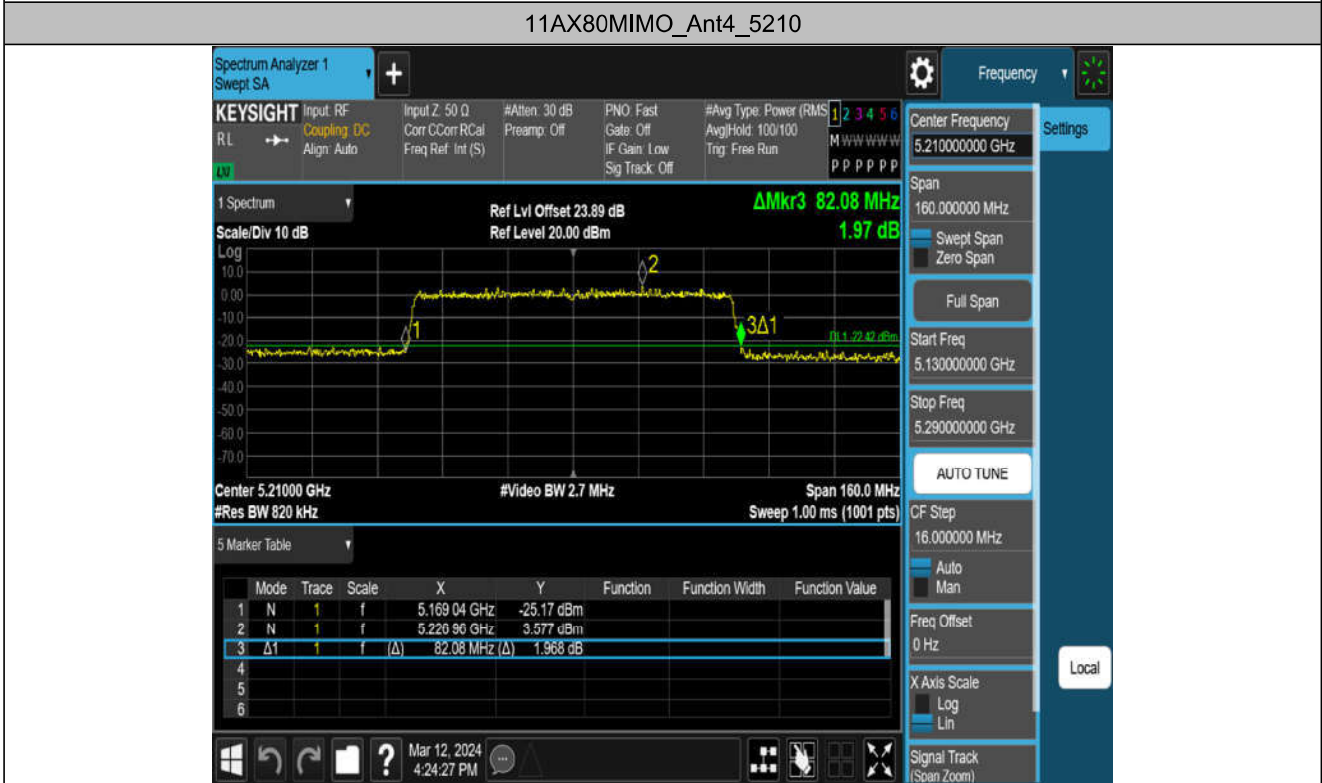 11AX80MIMO_Ant4_5210
Spectrum Analyzer 1
Swept SA
+
Frequency
KEYSIGHT
RL
LXI
Input: RF
Coupling: DC
Align: Auto
Input Z: 50 Ω
Corr CCorr RCal
Freq Ref: Int (S)
#Atten: 30 dB
Preamp: Off
PNO: Fast
Gate: Off
IF Gain: Low
Sig Track: Off
#Avg Type: Power (RMS
Avg|Hold: 100/100
Trig: Free Run
1 2 3 4 5 6
M W W W W W
P P P P P P
Center Frequency
5.210000000 GHz
Settings
Span
160.000000 MHz
Swept Span
Zero Span
Full Span
Start Freq
5.130000000 GHz
Stop Freq
5.290000000 GHz
AUTO TUNE
CF Step
16.000000 MHz
Auto
Man
Freq Offset
0 Hz
X Axis Scale
Log
Lin
Signal Track
(Span Zoom)
Local
1 Spectrum
Scale/Div 10 dB
Ref Lvl Offset 23.89 dB
Ref Level 20.00 dBm
ΔMkr3 82.08 MHz
1.97 dB
Log
10.0
0.00
-10.0
-20.0
-30.0
-40.0
-50.0
-60.0
-70.0
1
2
3Δ1
DL1 -22.42 dBm
Center 5.21000 GHz
#Video BW 2.7 MHz
Span 160.0 MHz
#Res BW 820 kHz
Sweep 1.00 ms (1001 pts)
5 Marker Table
Mode Trace Scale X Y Function Function Width Function Value
1 N 1 f 5.169 04 GHz -25.17 dBm
2 N 1 f 5.226 96 GHz 3.577 dBm
3 Δ1 1 f (Δ) 82.08 MHz (Δ) 1.968 dB
4
5
6
?
Mar 12, 2024
4:24:27 PM